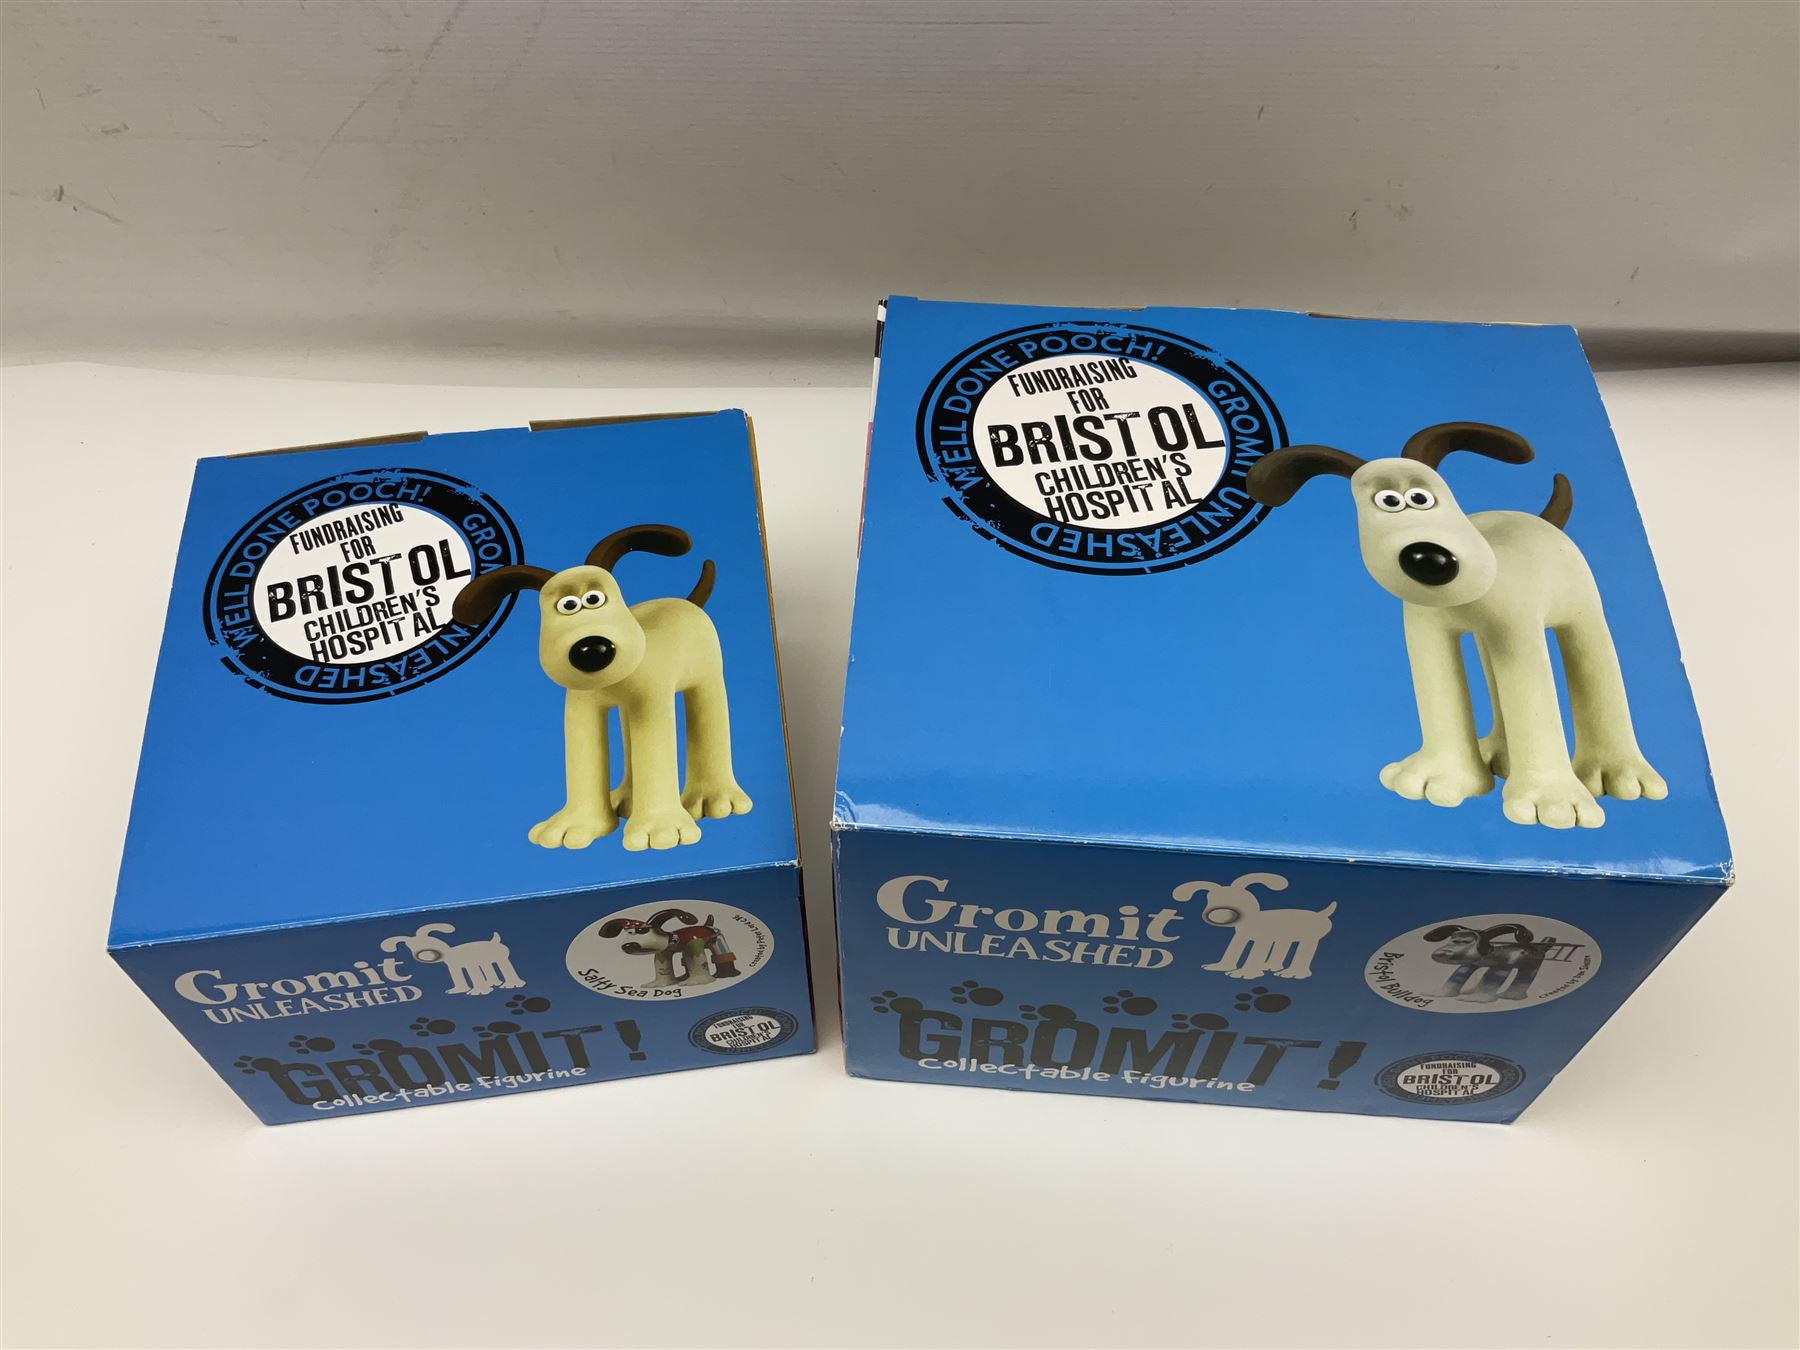 WELL DONE POOCH!
GROMIT UNLEASHED
FUNDRAISING
FOR
BRISTOL
CHILDREN'S
HOSPITAL
Gromit
UNLEASHED
Salty Sea Dog
GROMIT!
Collectable Figurine
FUNDRAISING
FOR
BRISTOL
CHILDREN'S
HOSPITAL
WELL DONE POOCH!
GROMIT UNLEASHED
FUNDRAISING
FOR
BRISTOL
CHILDREN'S
HOSPITAL
Gromit
UNLEASHED
Bristol Bulldog
GROMIT!
Collectable Figurine
FUNDRAISING
FOR
BRISTOL
CHILDREN'S
HOSPITAL